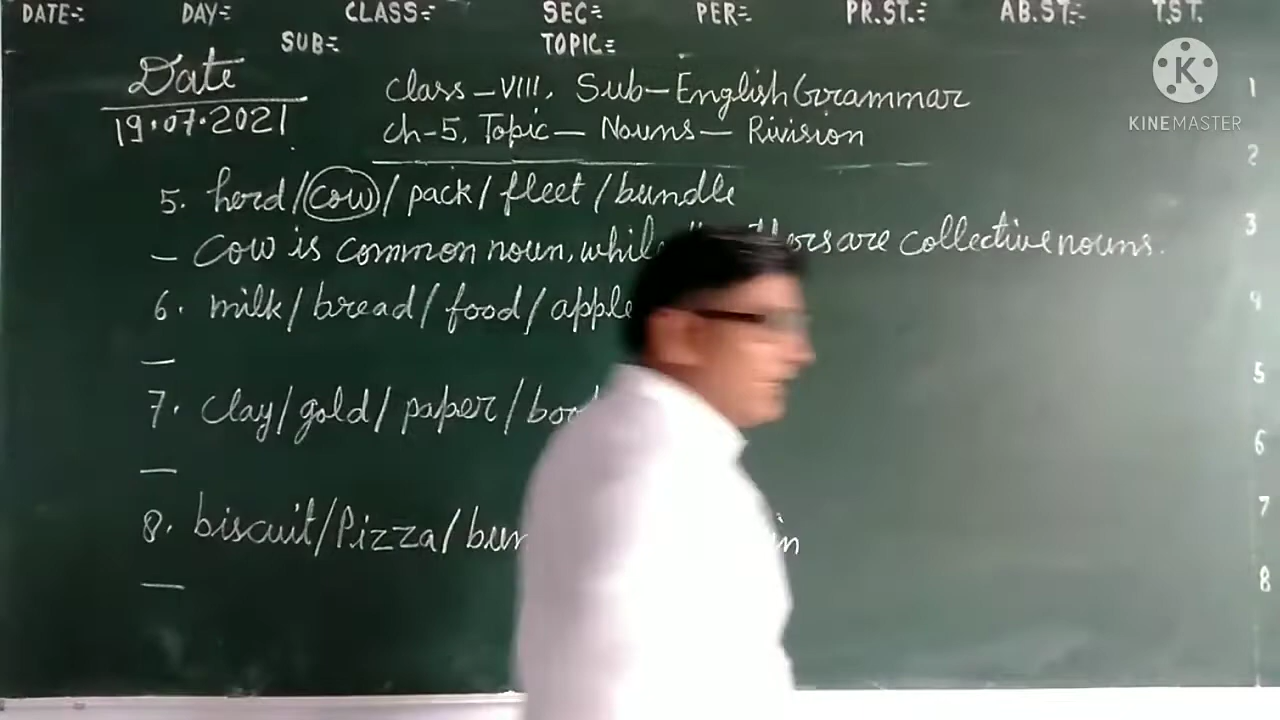 DATE-: DAY-: CLASS-: SEC-: PER-: PR.ST.-: AB.ST-: T.ST.
SUB-: TOPIC-:
Date
19.07.2021
Class-VIII, Sub-English Grammar
Ch-5, Topic- Nouns- Rivision
5. herd/cow/pack/fleet/bundle
- Cow is common noun, while are collective nouns.
6. milk/bread/food/apple
-
7. clay/gold/paper/
-
8. biscuit/Pizza/
-
1
2
3
4
5
6
7
8
K
KINEMASTER